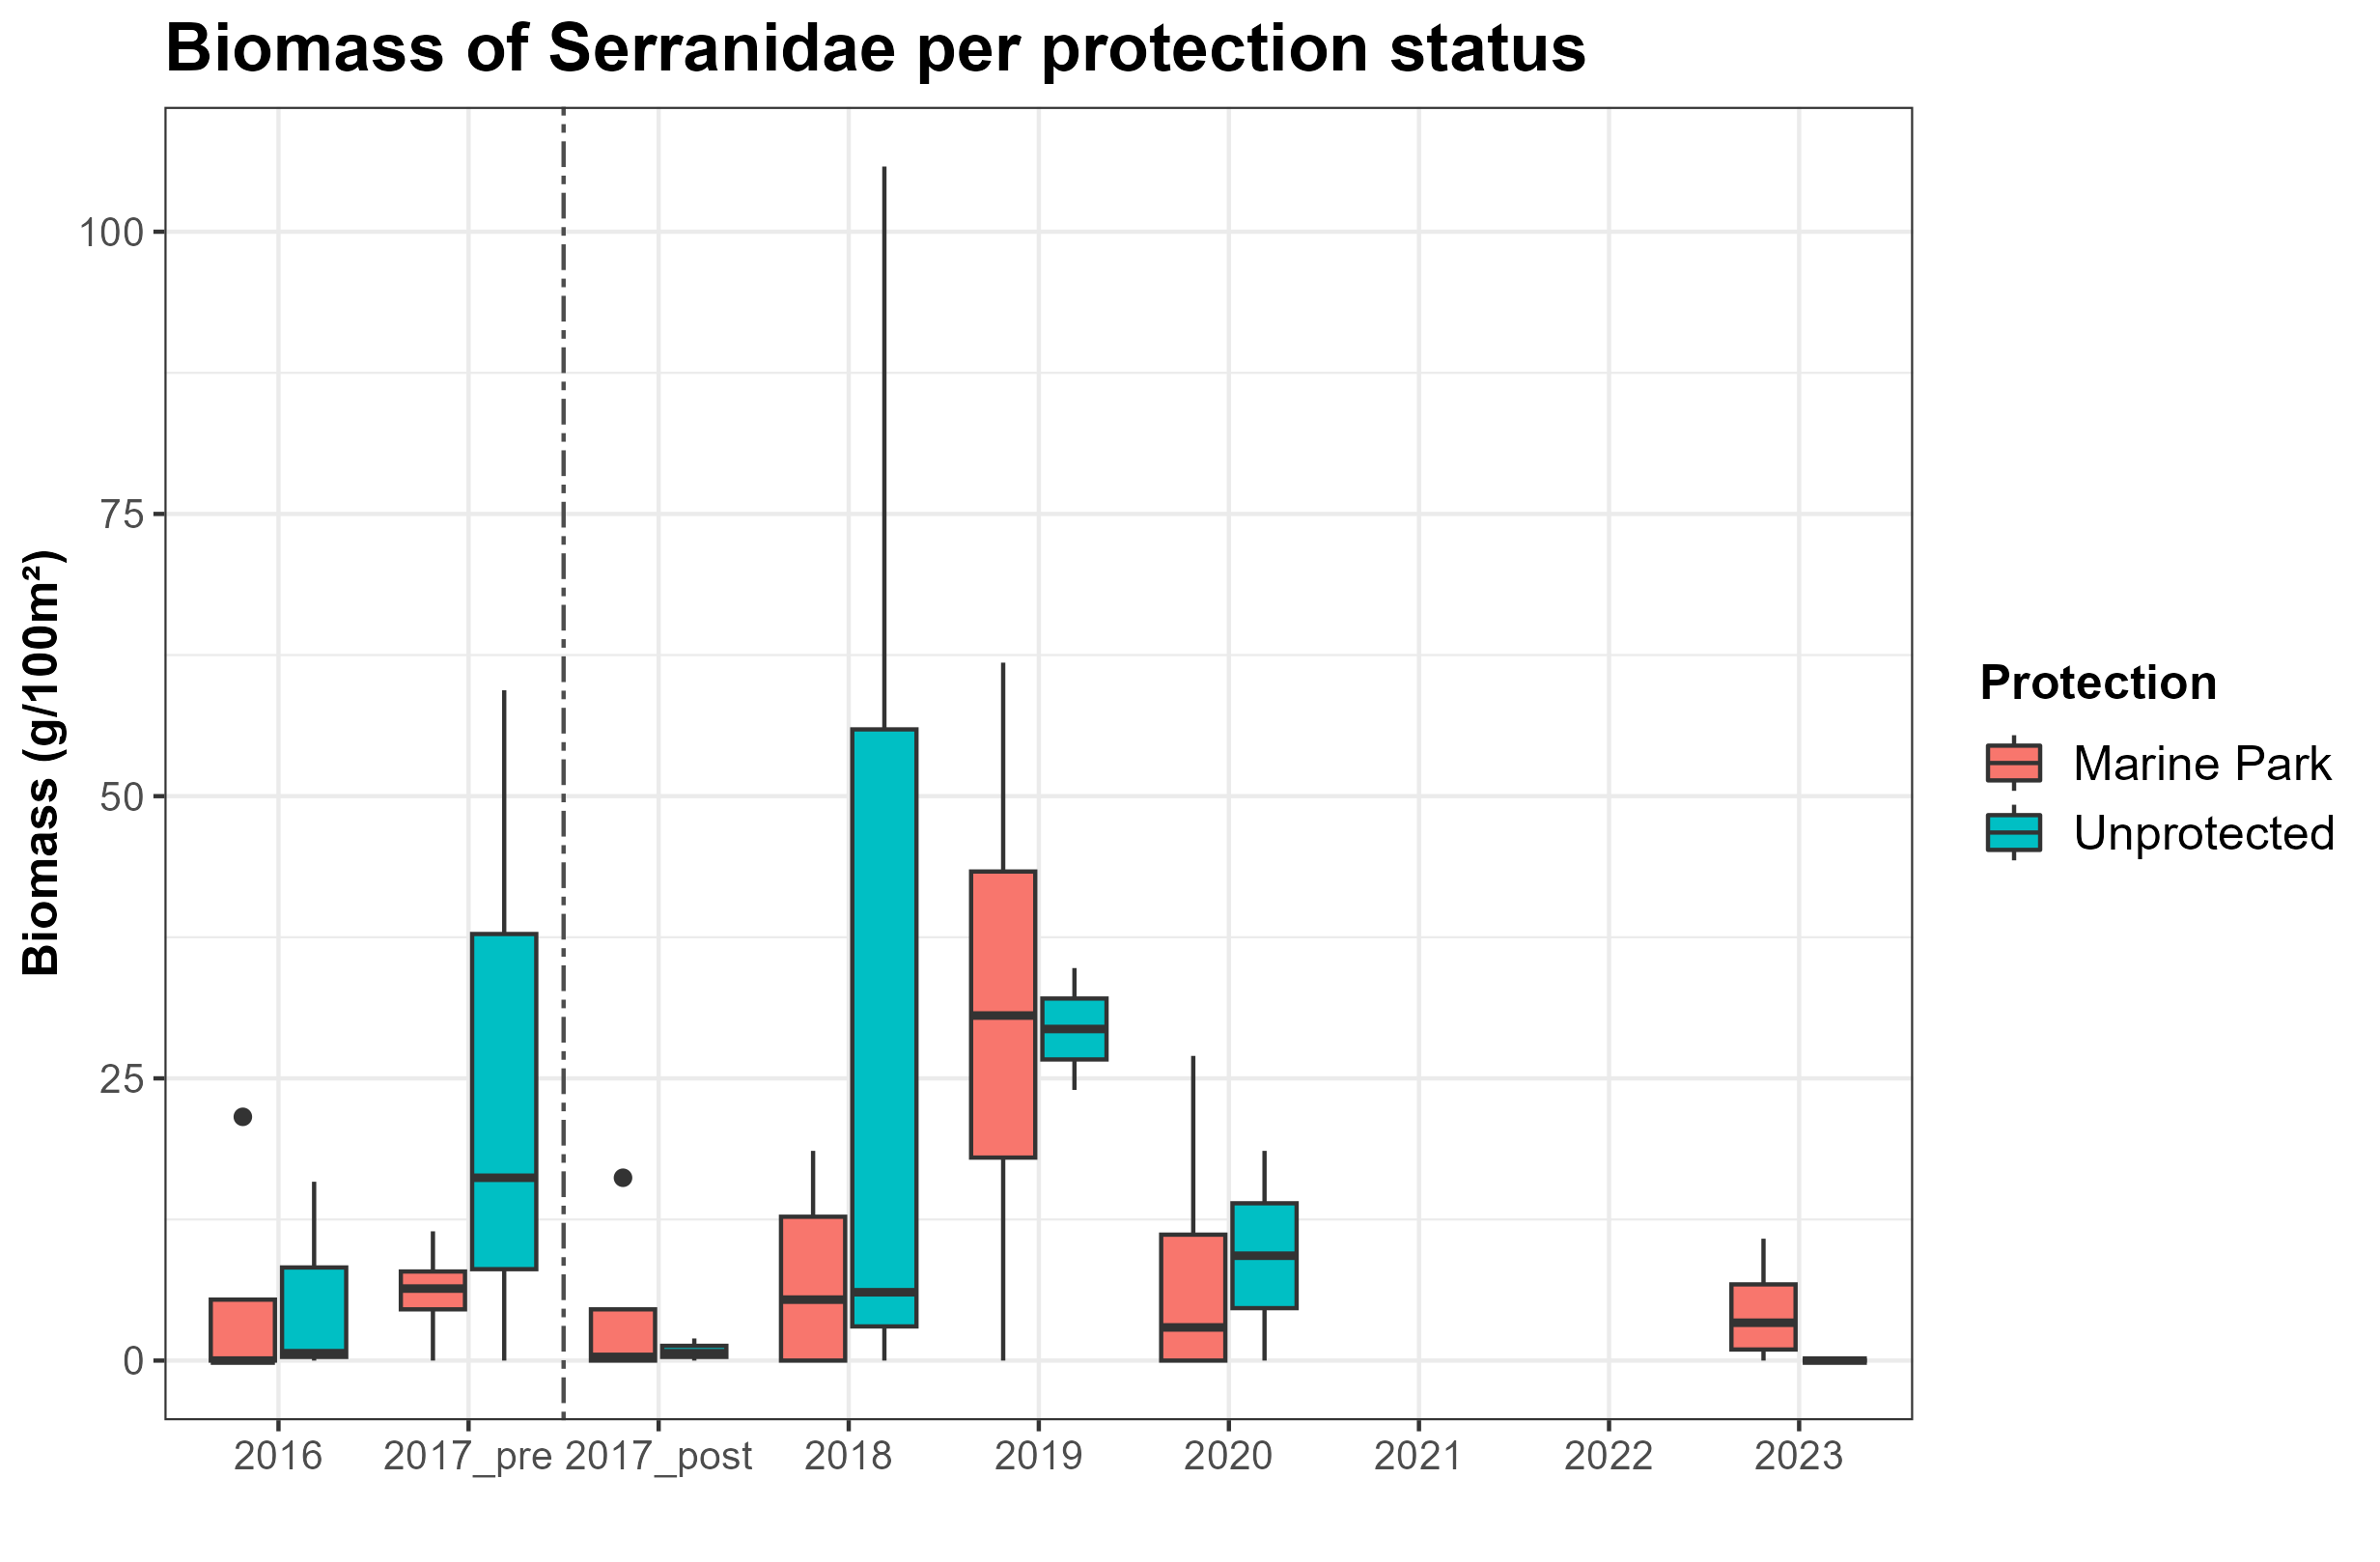 Biomass of Serranidae per protection status
Biomass (g/100m²)
100
75
50
25
0
2016 2017_pre 2017_post 2018 2019 2020 2021 2022 2023
Protection
Marine Park
Unprotected